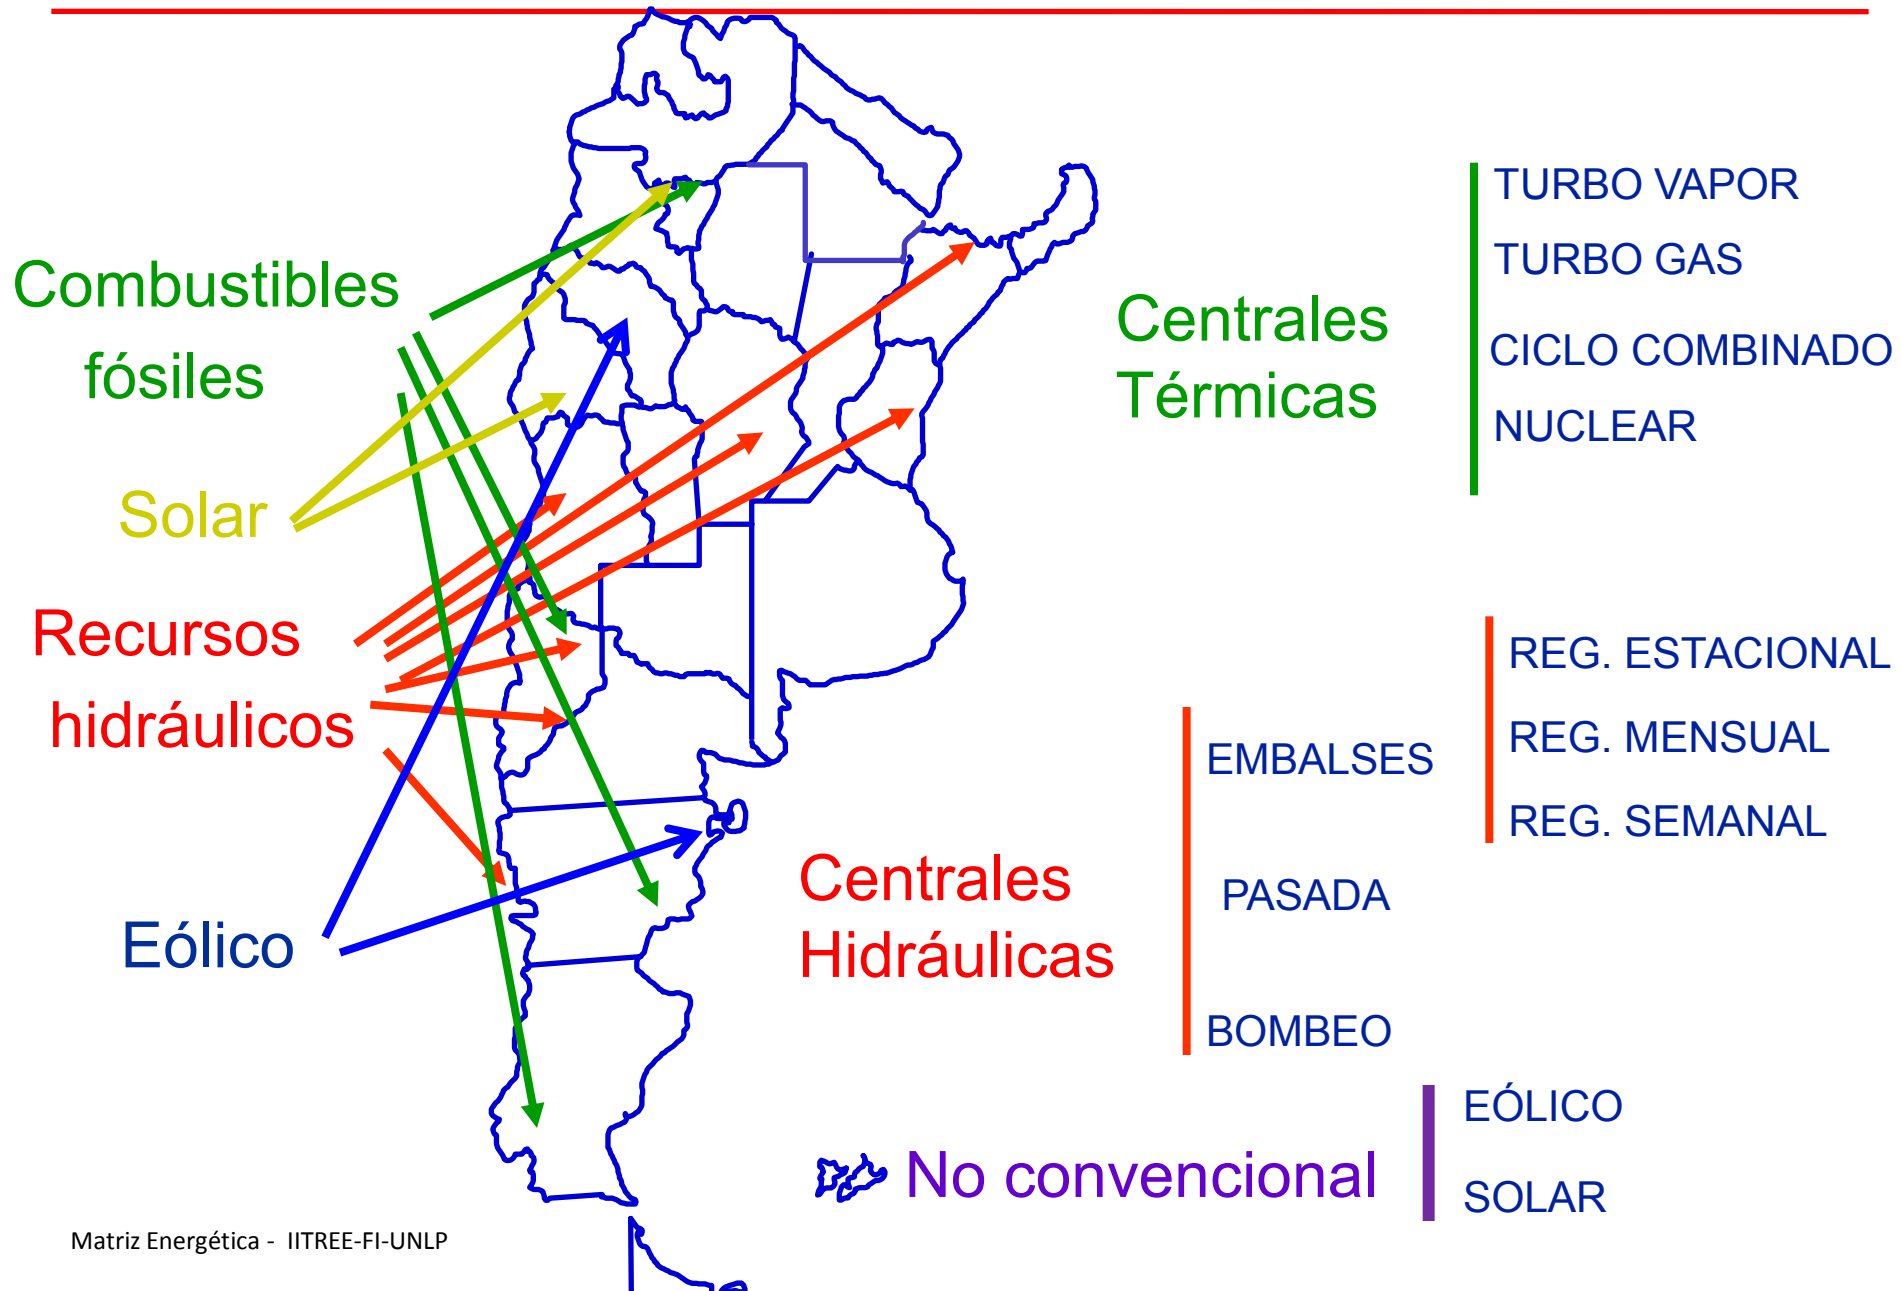 Combustibles
fósiles
Solar
Recursos
hidráulicos
Eólico
Centrales
Térmicas
TURBO VAPOR
TURBO GAS
CICLO COMBINADO
NUCLEAR
Centrales
Hidráulicas
EMBALSES
PASADA
BOMBEO
REG. ESTACIONAL
REG. MENSUAL
REG. SEMANAL
No convencional
EÓLICO
SOLAR
Matriz Energética - IITREE-FI-UNLP